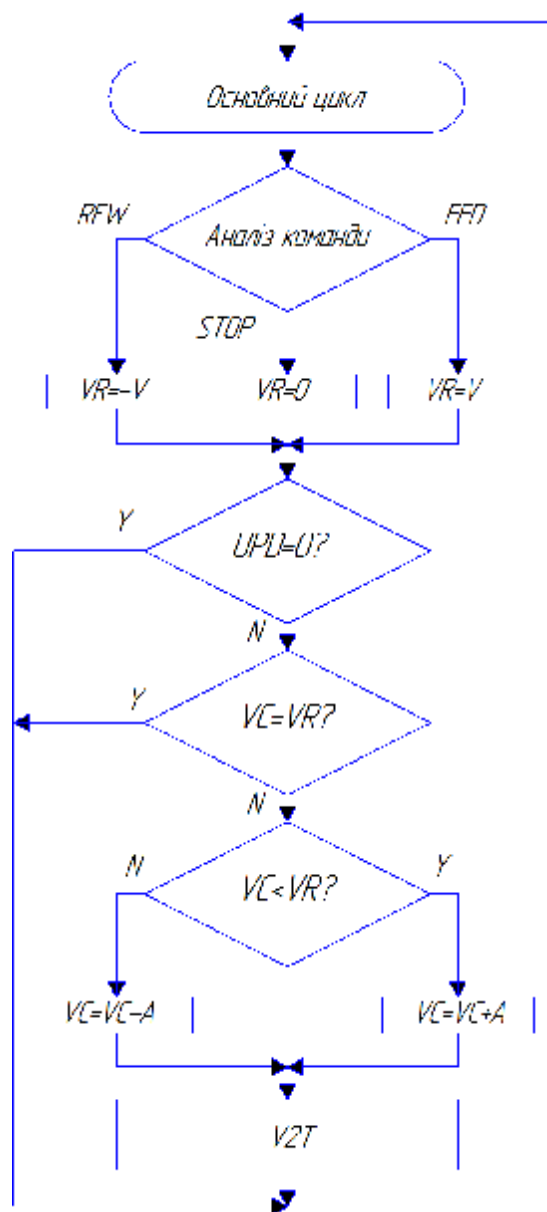 Основний цикл
RFW
FFD
Аналіз команди
STOP
VR=-V
VR=0
VR=V
Y
UPD=0?
N
Y
VC=VR?
N
N
Y
VC<VR?
VC=VC-A
VC=VC+A
V2T